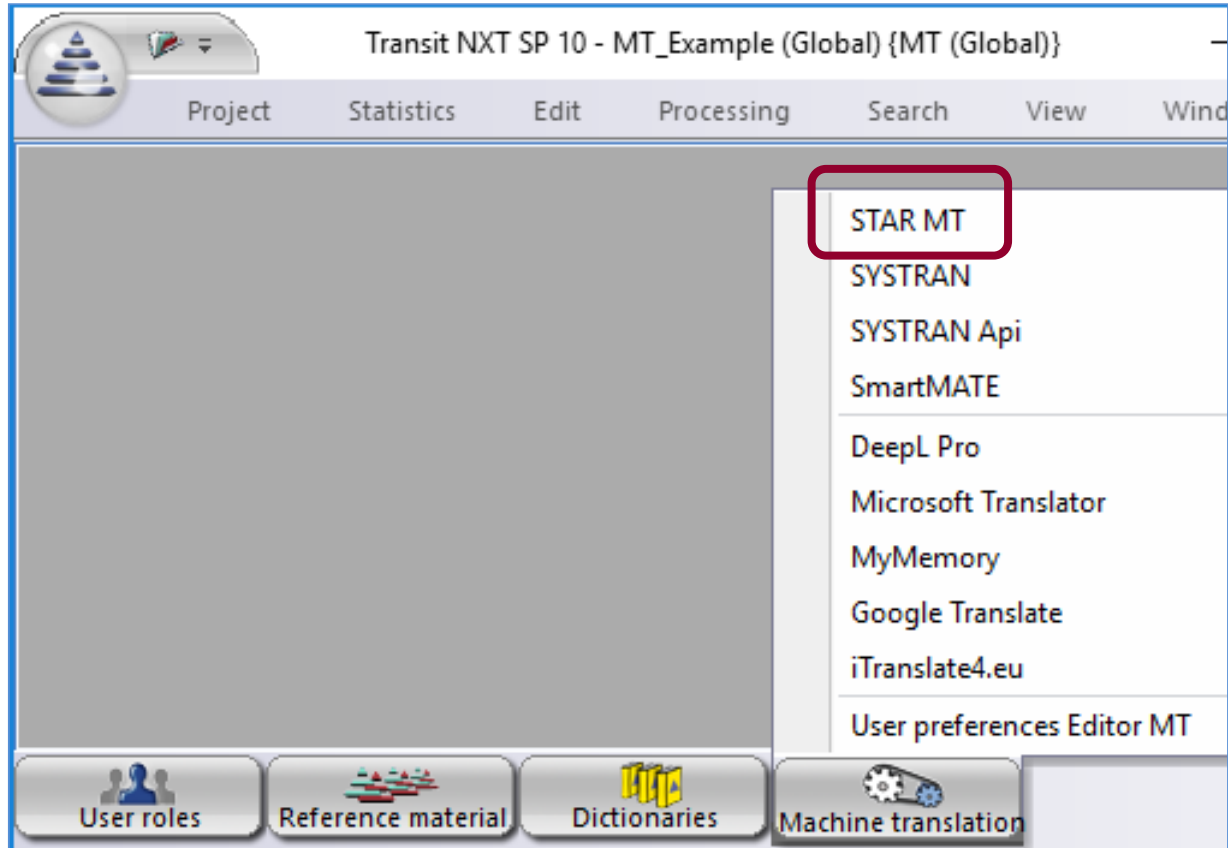 Transit NXT SP 10 - MT_Example (Global) {MT (Global)}
Project Statistics Edit Processing Search View Wind
STAR MT
SYSTRAN
SYSTRAN Api
SmartMATE
DeepL Pro
Microsoft Translator
MyMemory
Google Translate
iTranslate4.eu
User preferences Editor MT
User roles Reference material Dictionaries Machine translation